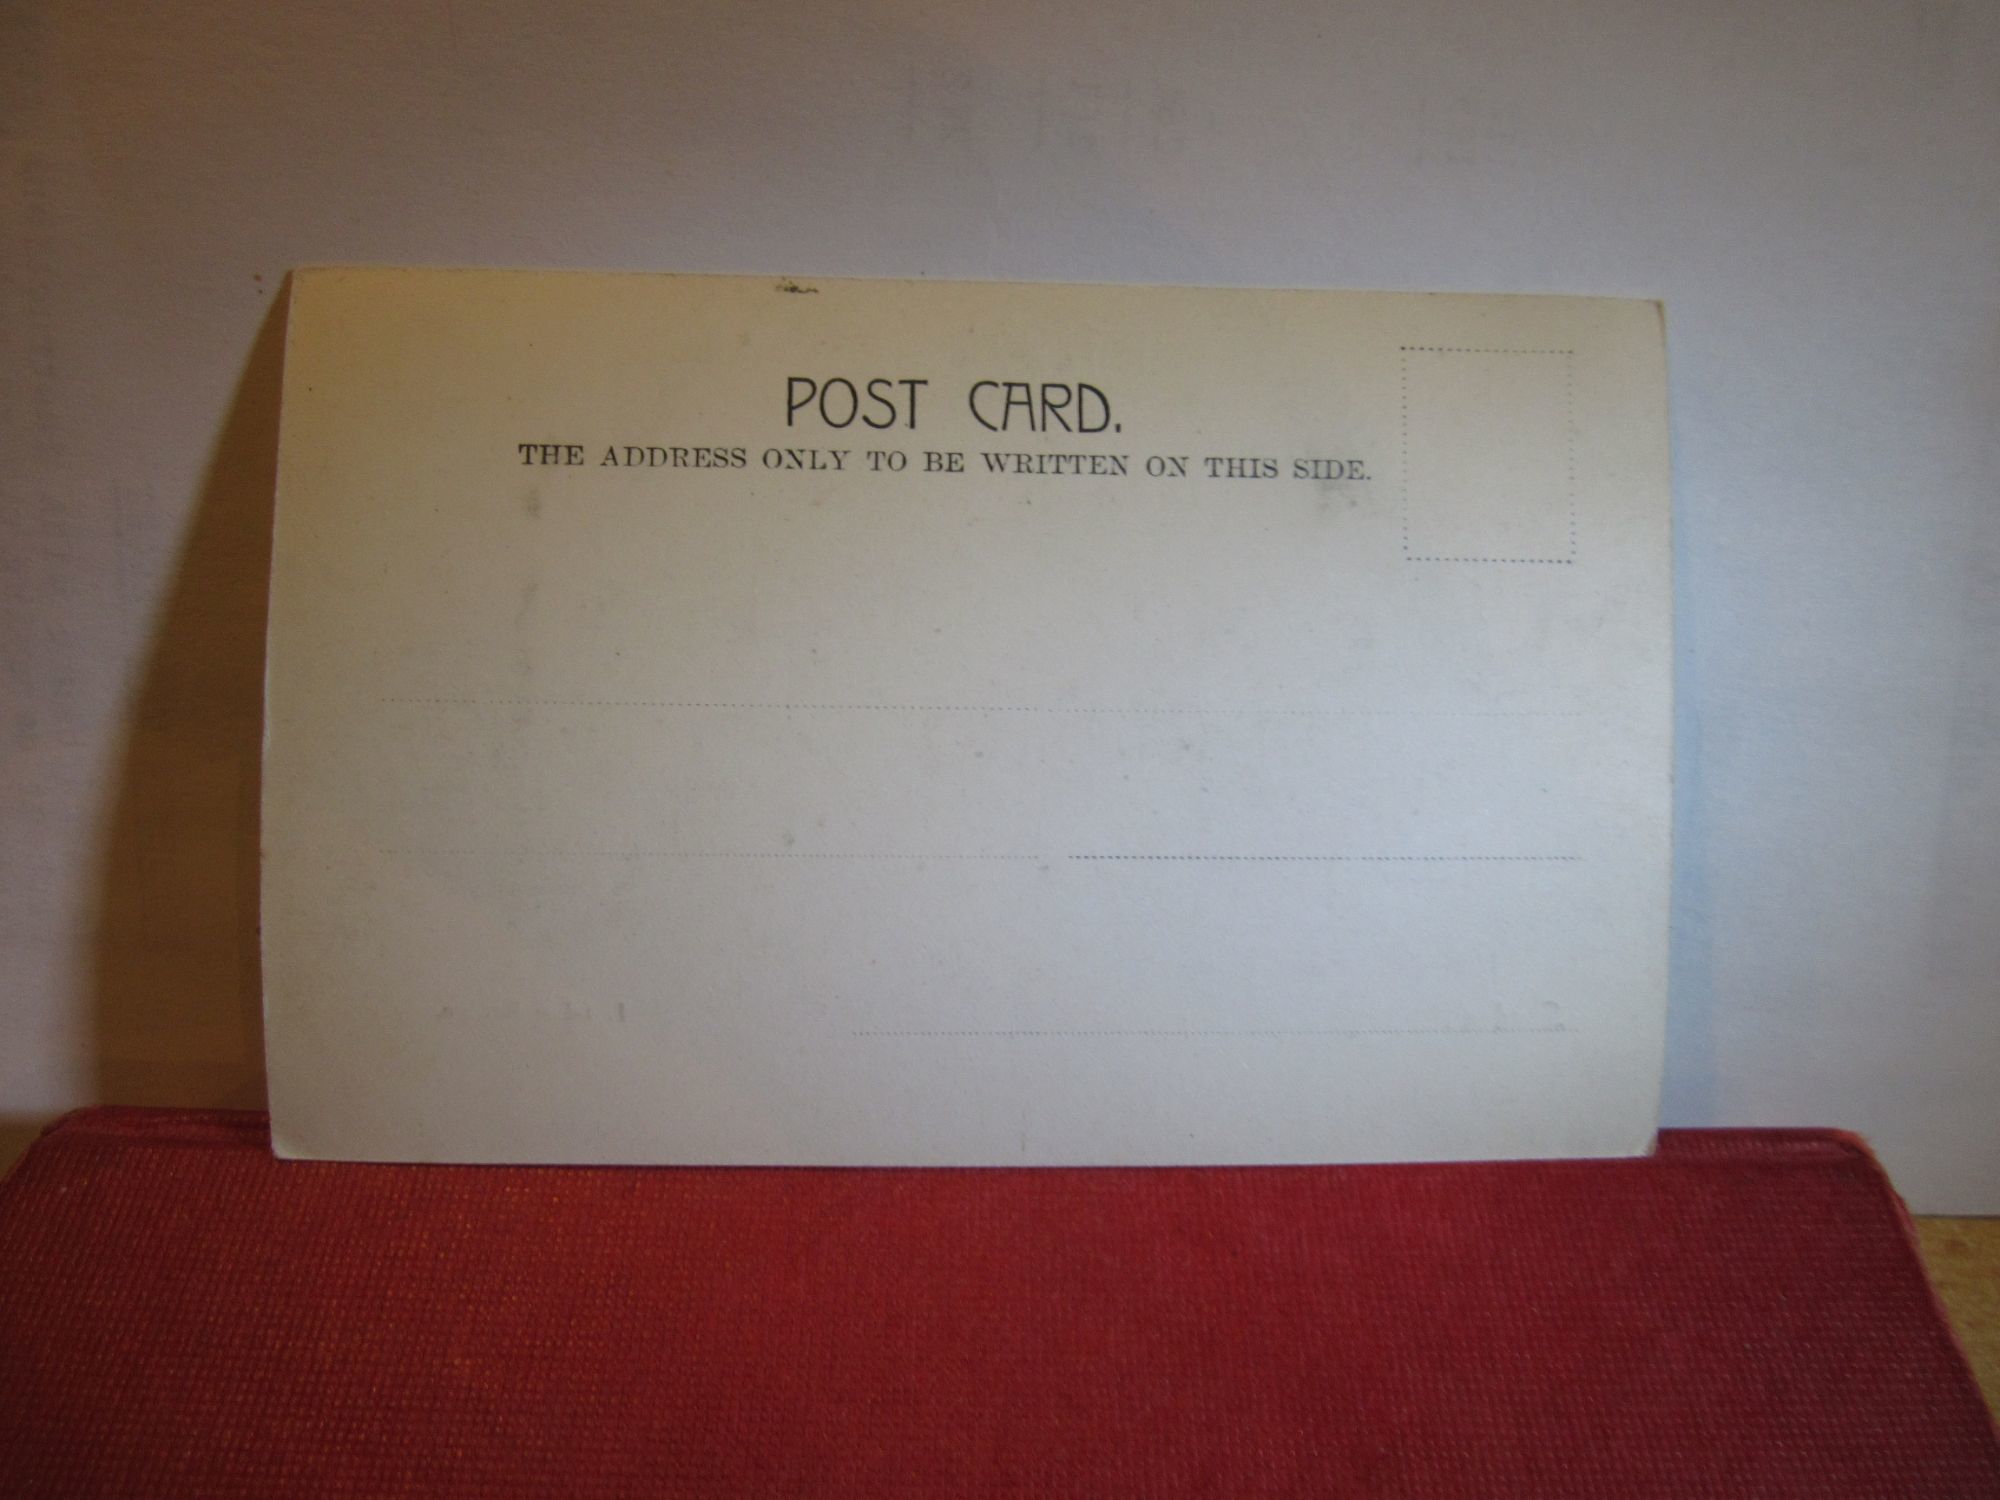 POST CARD.
THE ADDRESS ONLY TO BE WRITTEN ON THIS SIDE.